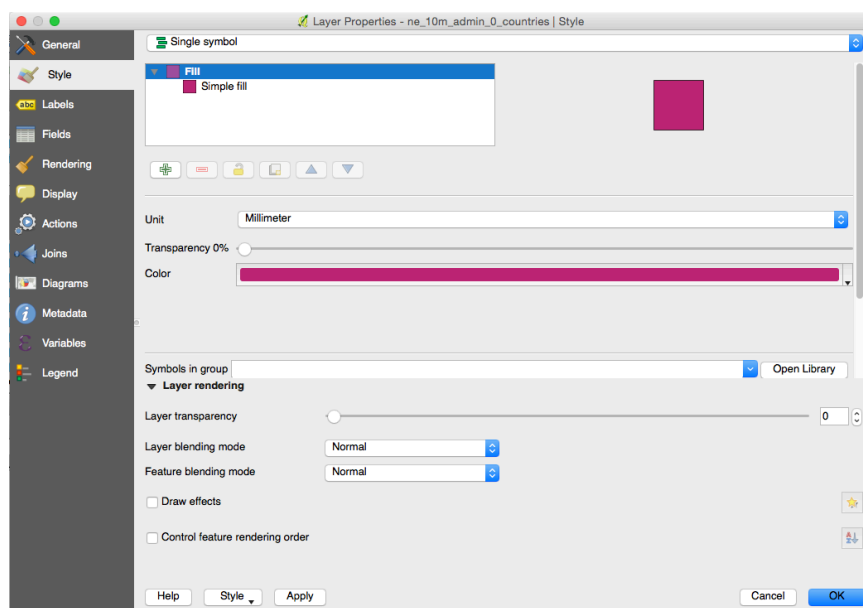 Layer Properties - ne_10m_admin_0_countries | Style
General
Style
abc Labels
Fields
Rendering
Display
Actions
Joins
Diagrams
Metadata
Variables
Legend
Single symbol
Fill
Simple fill
Unit Millimeter
Transparency 0%
Color
Symbols in group Open Library
Layer rendering
Layer transparency 0
Layer blending mode Normal
Feature blending mode Normal
Draw effects
Control feature rendering order
Help Style Apply Cancel OK